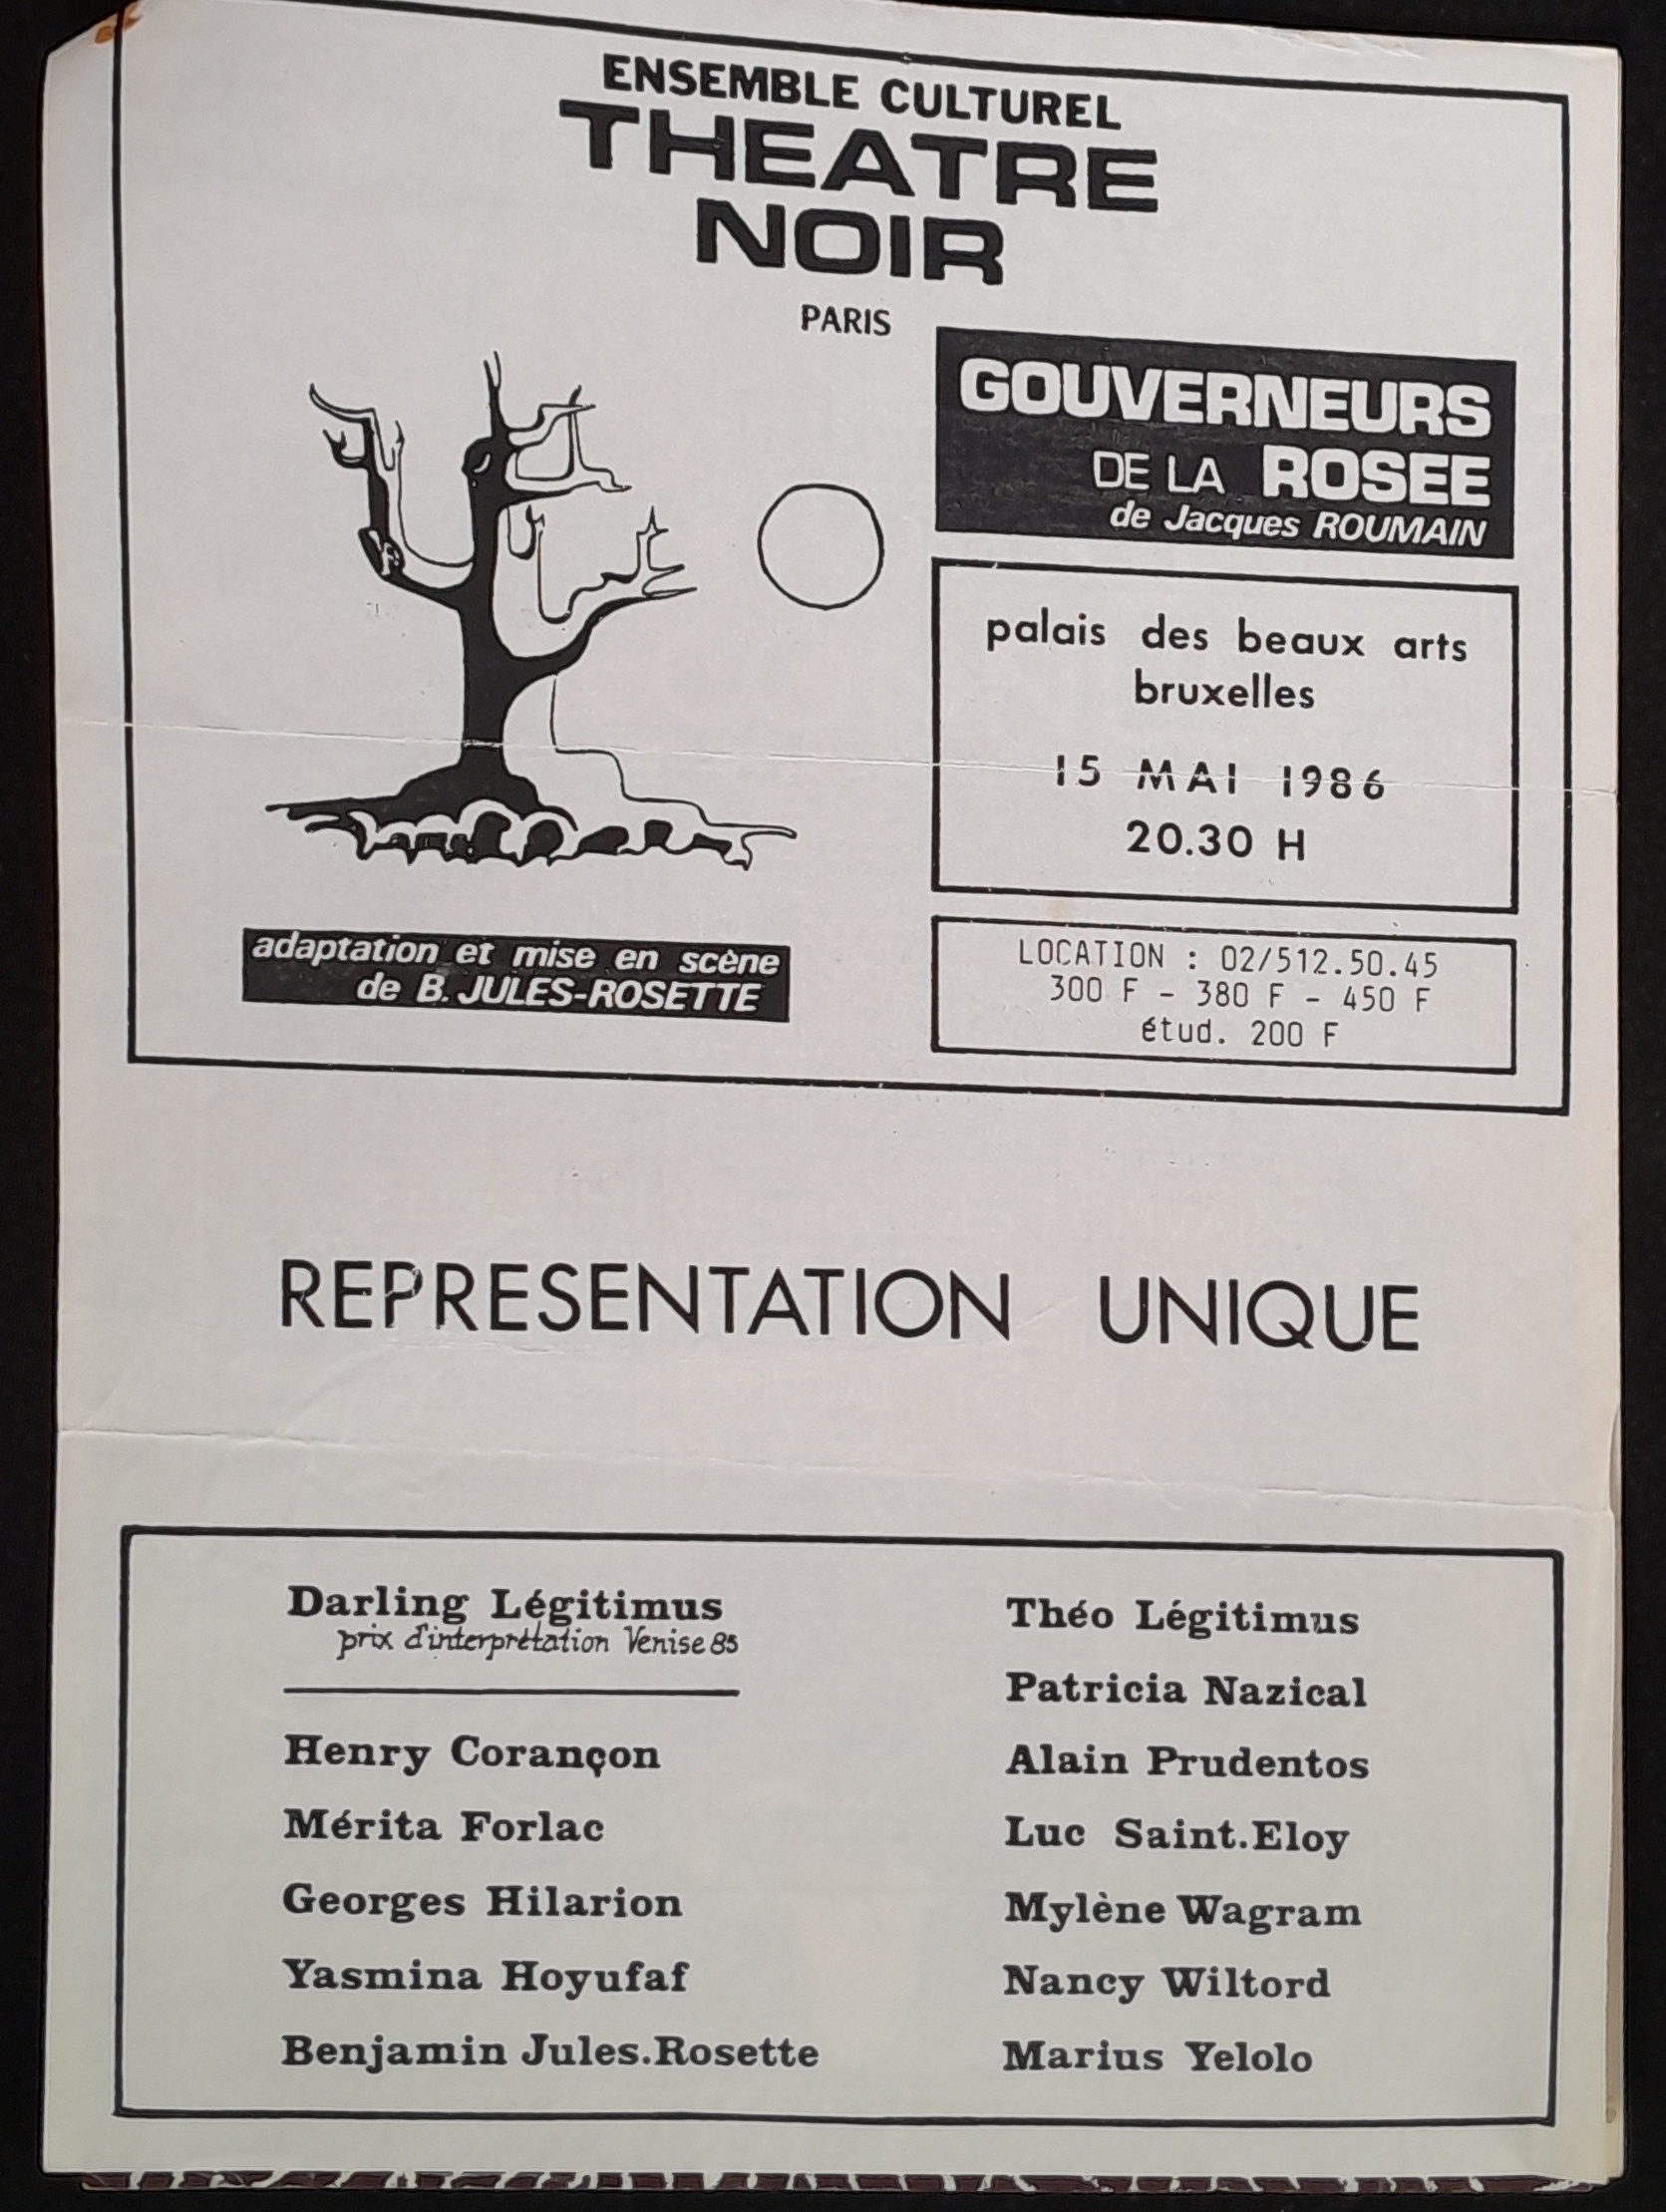 ENSEMBLE CULTUREL
THEATRE
NOIR
PARIS
GOUVERNEURS
DE LA ROSEE
de Jacques ROUMAIN
palais des beaux arts
bruxelles
15 MAI 1986
20.30 H
adaptation et mise en scène
de B. JULES-ROSETTE
LOCATION : 02/512.50.45
300 F - 380 F - 450 F
étud. 200 F
REPRESENTATION UNIQUE
Darling Légitimus
prix d'interprétation Venise 85
Henry Corançon
Mérita Forlac
Georges Hilarion
Yasmina Hoyufaf
Benjamin Jules.Rosette
Théo Légitimus
Patricia Nazical
Alain Prudentos
Luc Saint.Eloy
Mylène Wagram
Nancy Wiltord
Marius Yelolo